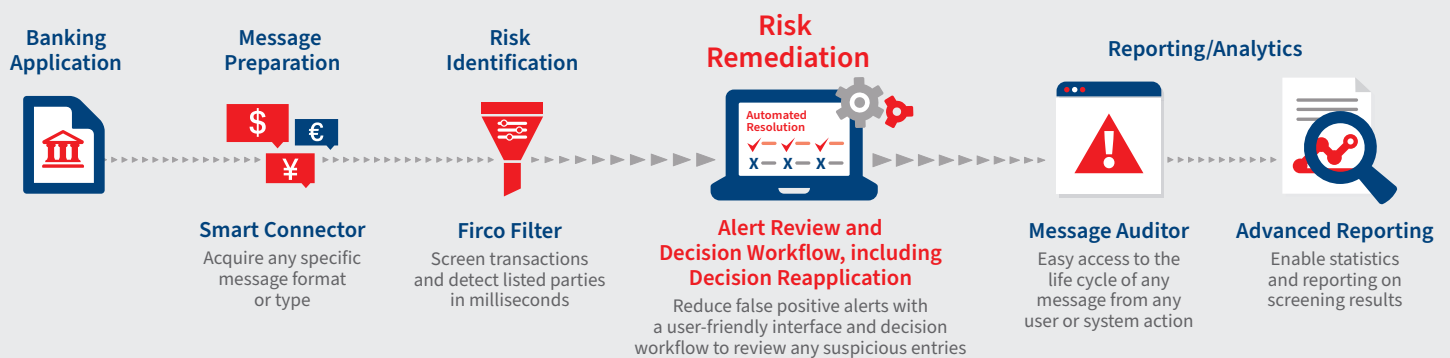 Banking
Application
Message
Preparation
Risk
Identification
Risk
Remediation
Reporting/Analytics
$
€
¥
Automated
Resolution
X
X
X
Smart Connector
Acquire any specific
message format
or type
Firco Filter
Screen transactions
and detect listed parties
in milliseconds
Alert Review and
Decision Workflow, including
Decision Reapplication
Reduce false positive alerts with
a user-friendly interface and decision
workflow to review any suspicious entries
Message Auditor
Easy access to the
life cycle of any
message from any
user or system action
Advanced Reporting
Enable statistics
and reporting on
screening results